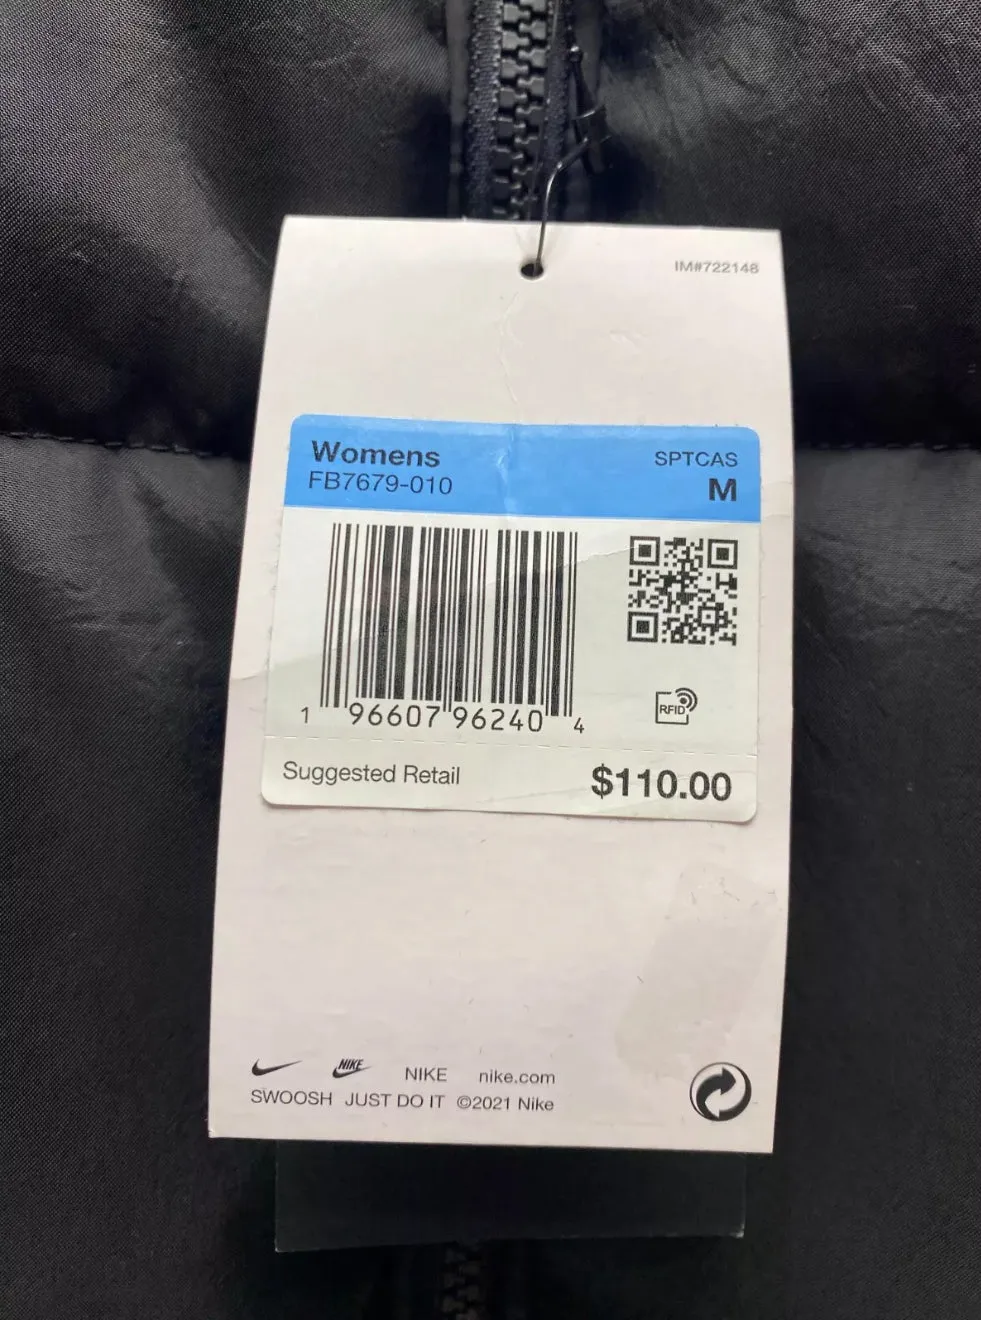 IM#722148
Womens
SPTCAS
FB7679-010
M
1 96607 96240 4
RFID
Suggested Retail
$110.00
NIKE NIKE nike.com
SWOOSH JUST DO IT ©2021 Nike